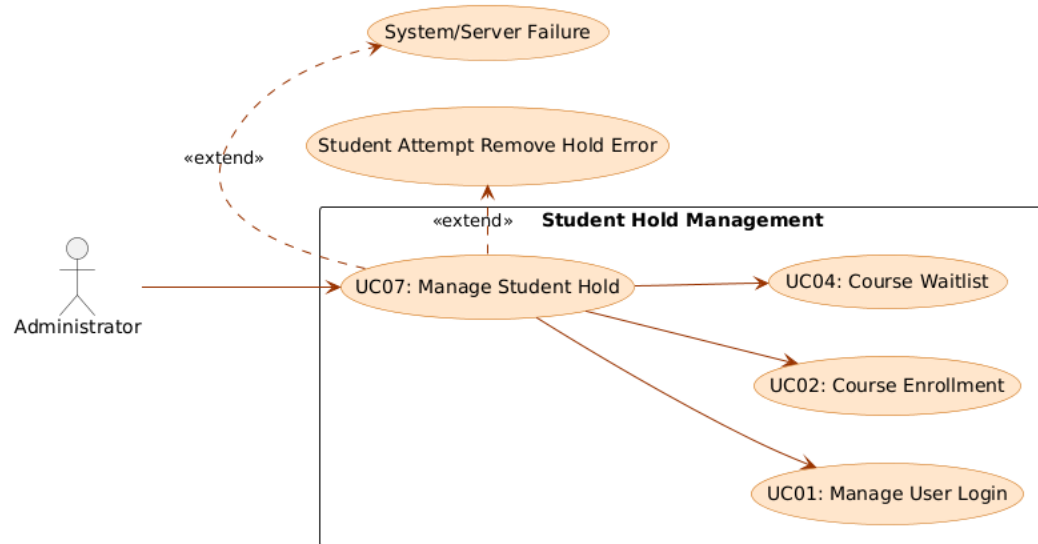 System/Server Failure
Student Attempt Remove Hold Error
«extend»
«extend»
Student Hold Management
Administrator
UC07: Manage Student Hold
UC04: Course Waitlist
UC02: Course Enrollment
UC01: Manage User Login